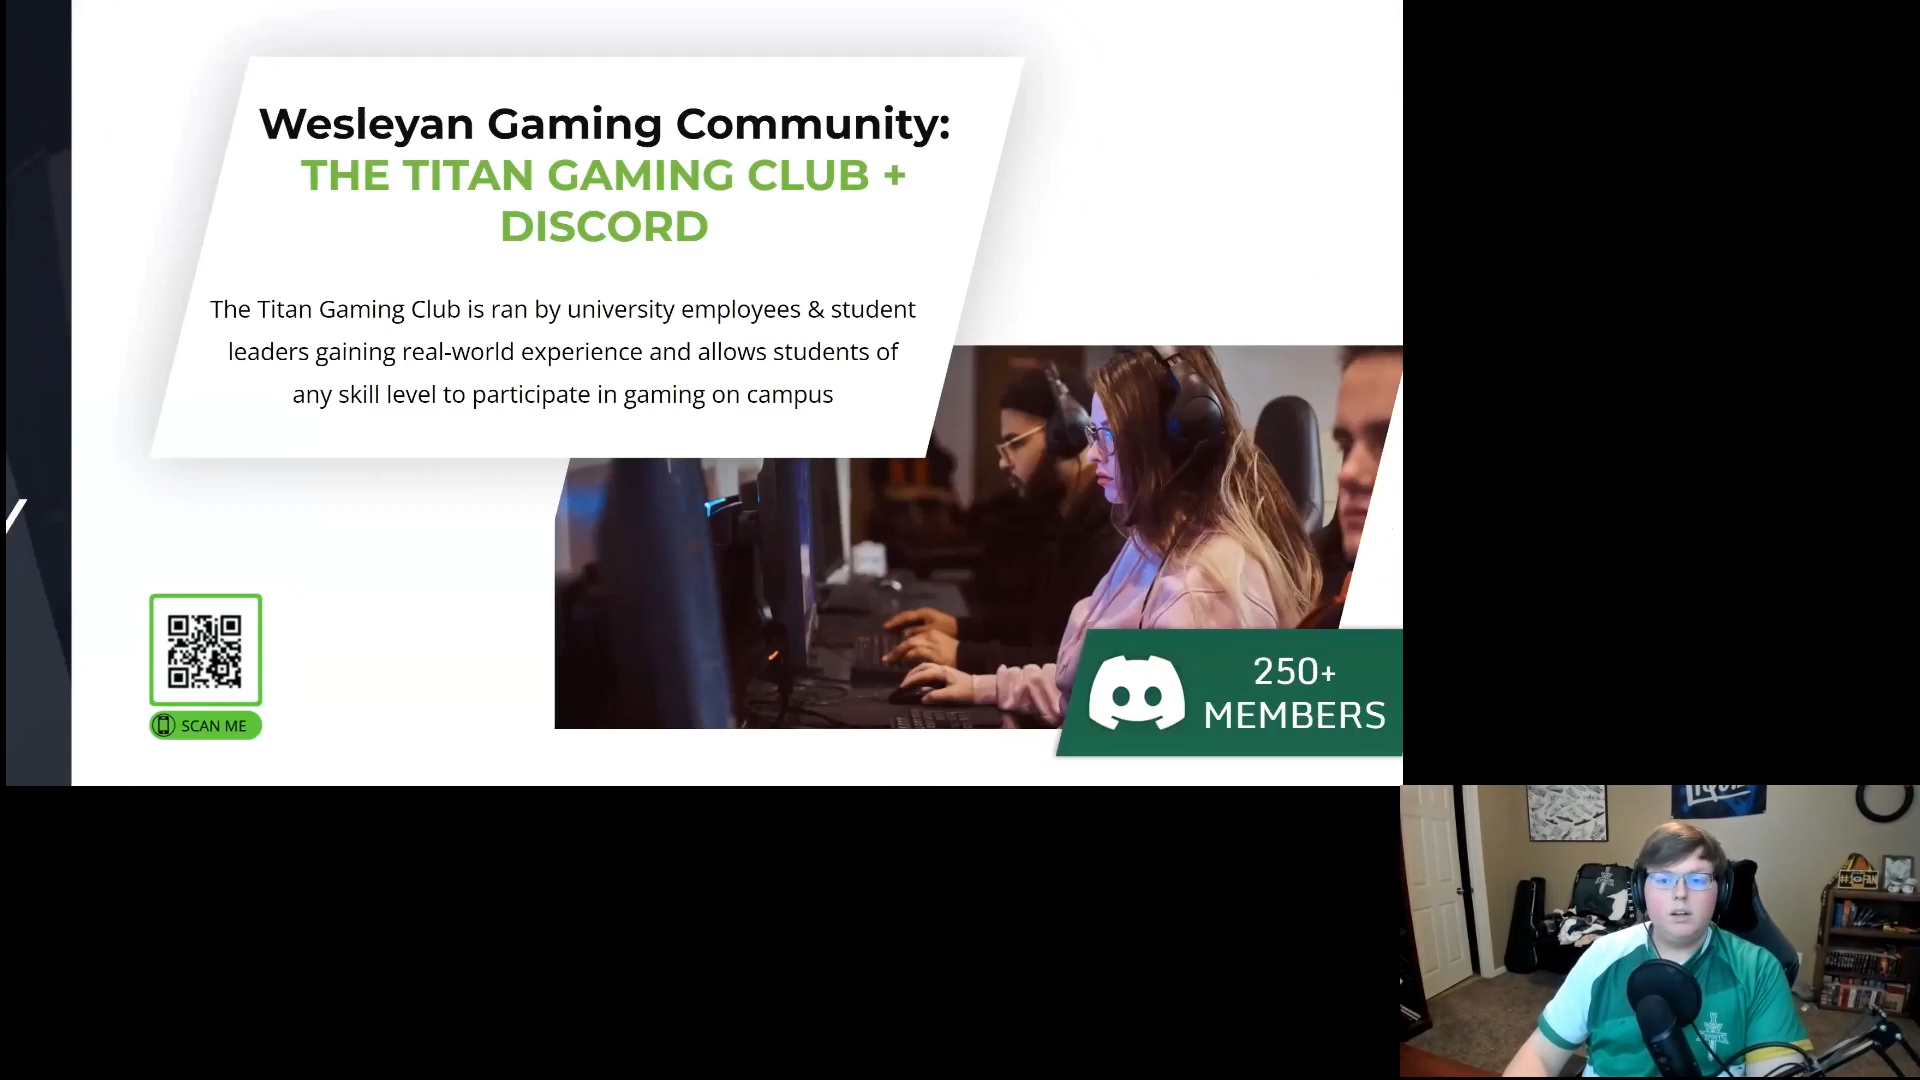 Wesleyan Gaming Community:
THE TITAN GAMING CLUB +
DISCORD
The Titan Gaming Club is ran by university employees & student
leaders gaining real-world experience and allows students of
any skill level to participate in gaming on campus
SCAN ME
250+
MEMBERS
#1 FAN